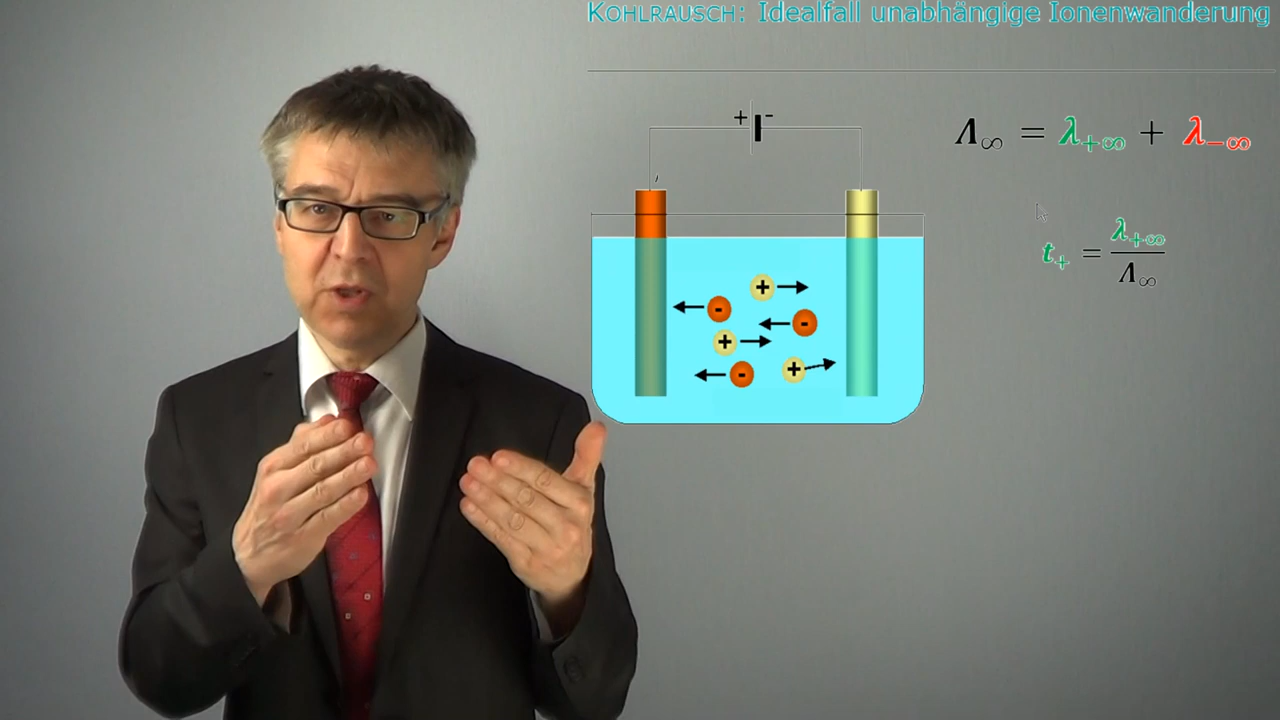 KOHLRAUSCH: Idealfall unabhängige Ionenwanderung
+ -
Λ∞ = λ+∞ + λ−∞
t+ = λ+∞ / Λ∞
+
-
-
+
+
-